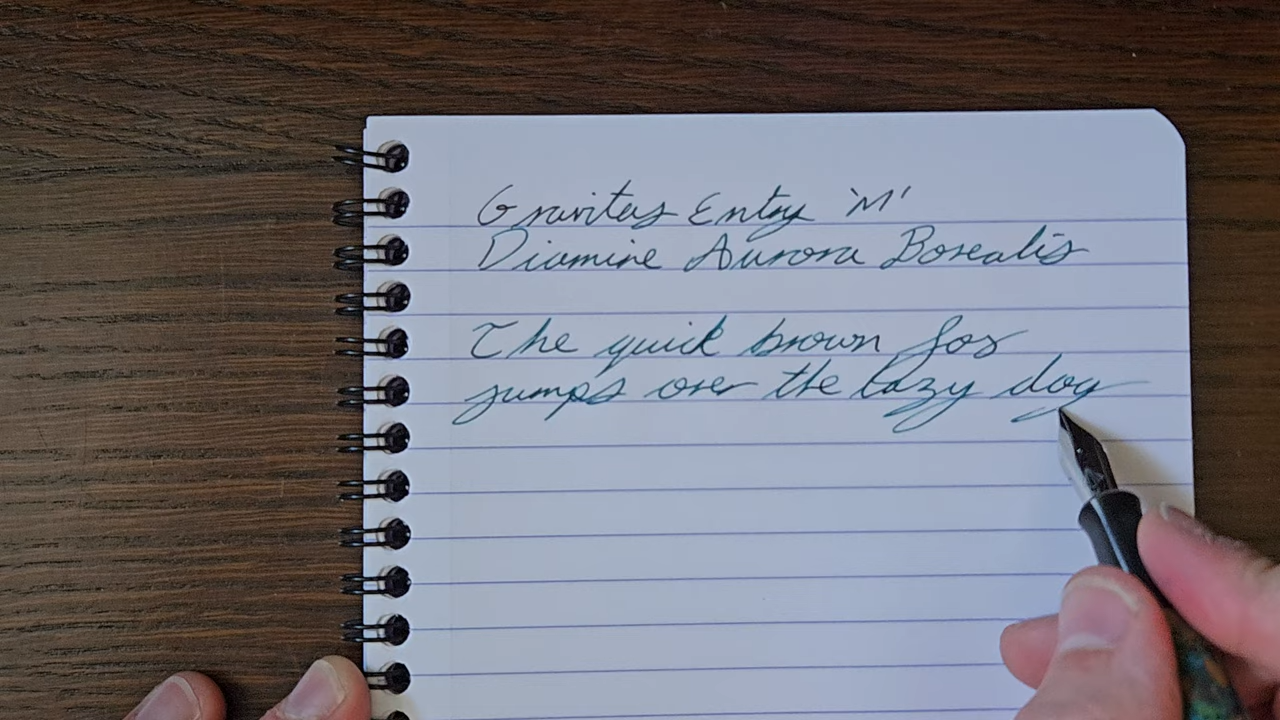 Gravitas Entry 'M'
Diamine Aurora Borealis
The quick brown fox
jumps over the lazy dog